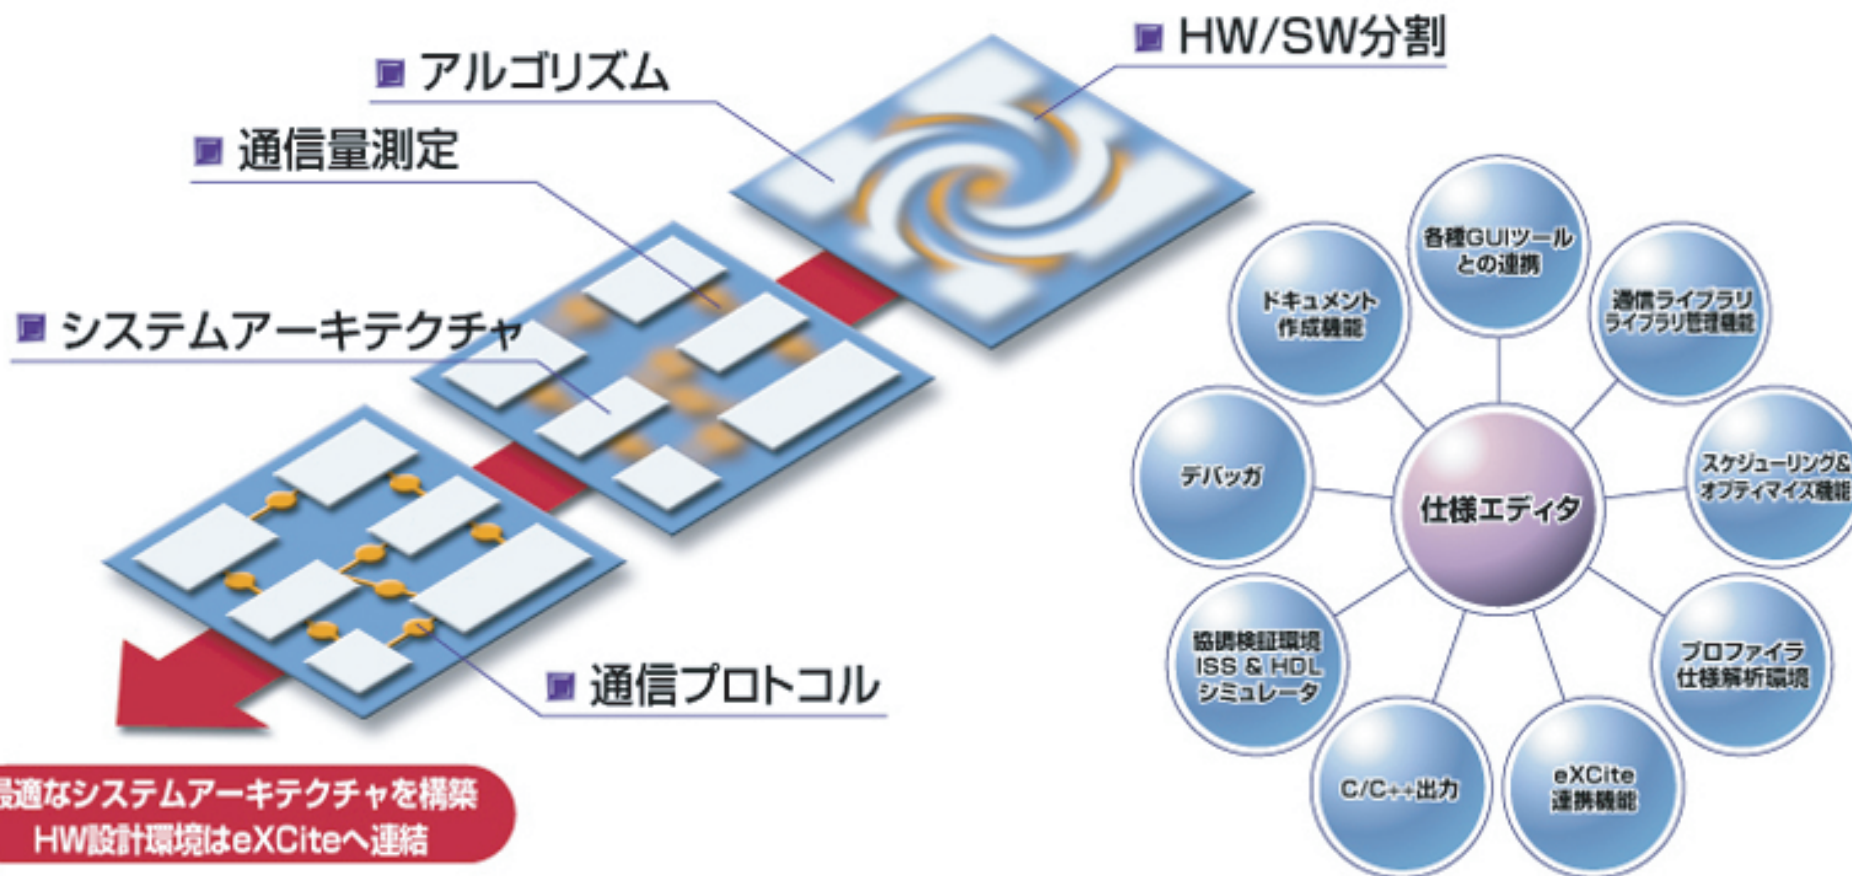 HW/SW分割
アルゴリズム
通信量測定
システムアーキテクチャ
通信プロトコル
最適なシステムアーキテクチャを構築
HW設計環境はeXCiteへ連結
各種GUIツール
との連携
通信ライブラリ
ライブラリ管理機能
スケジューリング&
オプティマイズ機能
プロファイラ
仕様解析環境
eXCite
連携機能
C/C++出力
協調検証環境
ISS & HDL
シミュレータ
デバッガ
ドキュメント
作成機能
仕様エディタ